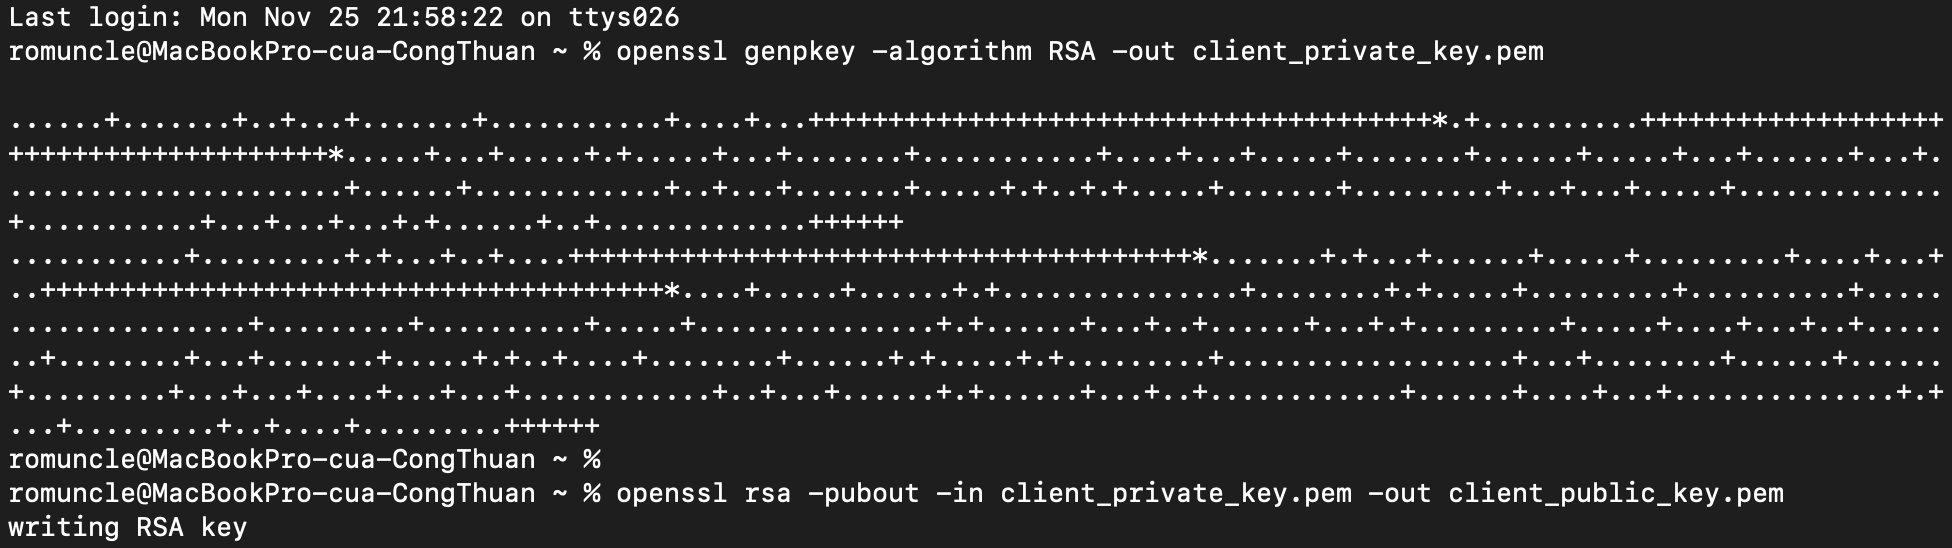 Last login: Mon Nov 25 21:58:22 on ttys026
romuncle@MacBookPro-cua-CongThuan ~ % openssl genpkey -algorithm RSA -out client_private_key.pem
......+.......+..+...+.......+...........+....+...+++++++++++++++++++++++++++++++++++++++*.+..........+++++++++++++++++++
++++++++++++++++++++*.....+...+.....+.+.....+...+.......+...........+....+...+.....+.......+......+.....+...+......+...+.
.....................+......+............+..+...+.......+.....+.+..+.+.....+.......+.........+...+...+.....+.............
+...........+...+...+...+.+......+..+.............++++++
...........+.........+.+...+..+....+++++++++++++++++++++++++++++++++++++++*.......+.+...+......+.....+.........+....+...+
..+++++++++++++++++++++++++++++++++++++++*....+.....+......+.+...............+........+.+.....+.........+..........+.....
...............+.........+..........+.....+...............+.+......+...+..+......+...+.+.........+.....+....+...+..+.....
..+........+...+.......+.....+.+..+....+........+......+.+.....+.+.........+..................+...+........+......+......
+.........+...+...+....+...+...+............+..+...+......+.+......+...+..+............+......+....+...+..............+.+
...+.........+..+....+.........++++++
romuncle@MacBookPro-cua-CongThuan ~ %
romuncle@MacBookPro-cua-CongThuan ~ % openssl rsa -pubout -in client_private_key.pem -out client_public_key.pem
writing RSA key